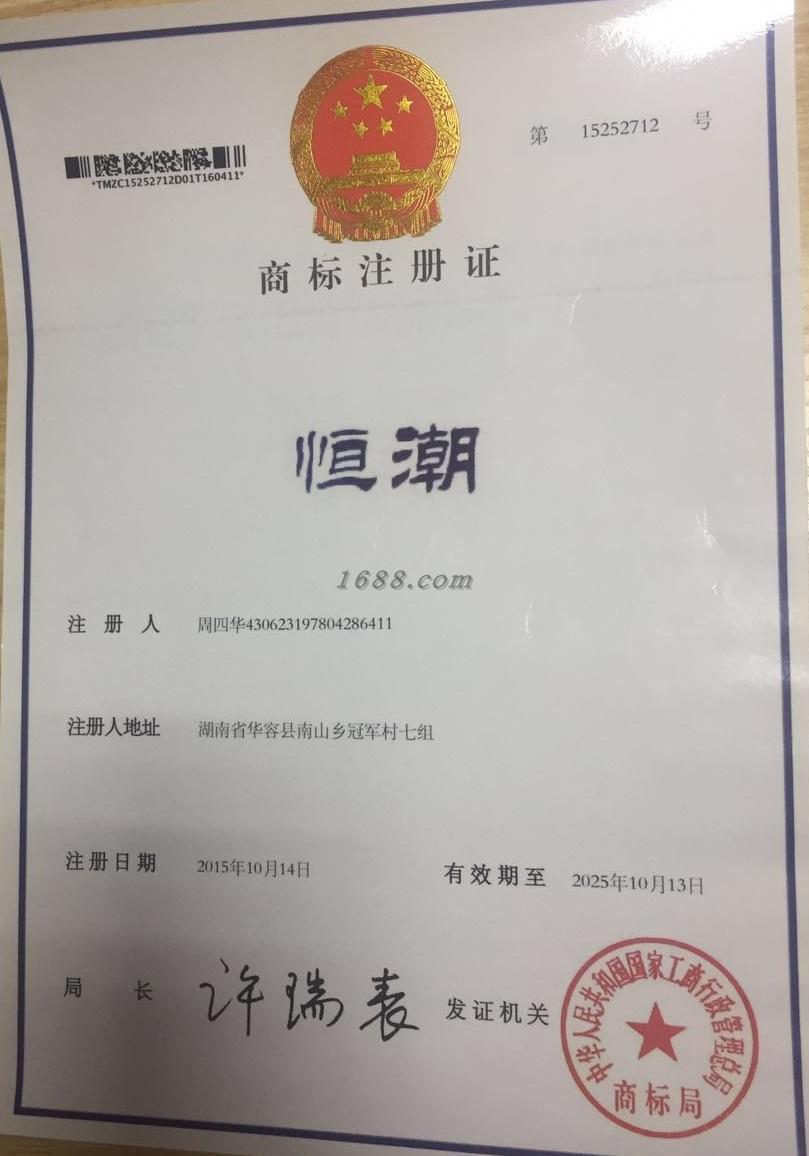 第 15252712 号
*TMZC15252712D01T160411*
商标注册证
恒潮
1688.com
注册人 周四华430623197804286411
注册人地址 湖南省华容县南山乡冠军村七组
注册日期 2015年10月14日 有效期至 2025年10月13日
局长 许瑞表 发证机关
中华人民共和国国家工商行政管理总局
商标局